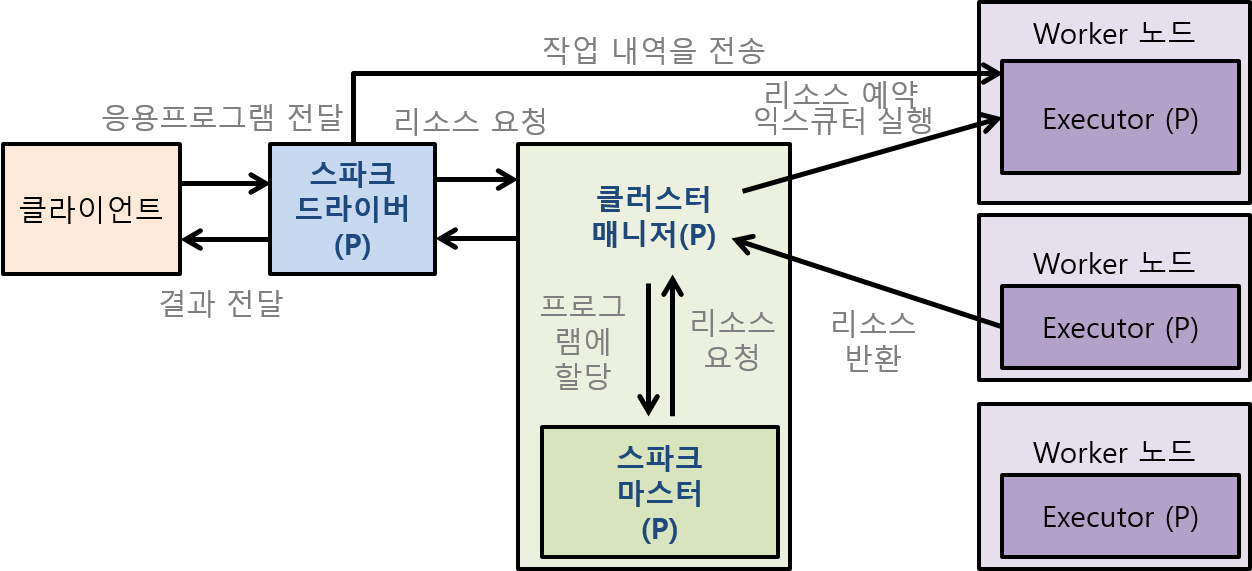 작업 내역을 전송
응용프로그램 전달
리소스 요청
리소스 예약
익스큐터 실행
Worker 노드
Executor (P)
클라이언트
스파크
드라이버
(P)
클러스터
매니저(P)
결과 전달
프로그
램에
할당
리소스
요청
리소스
반환
Worker 노드
Executor (P)
스파크
마스터
(P)
Worker 노드
Executor (P)